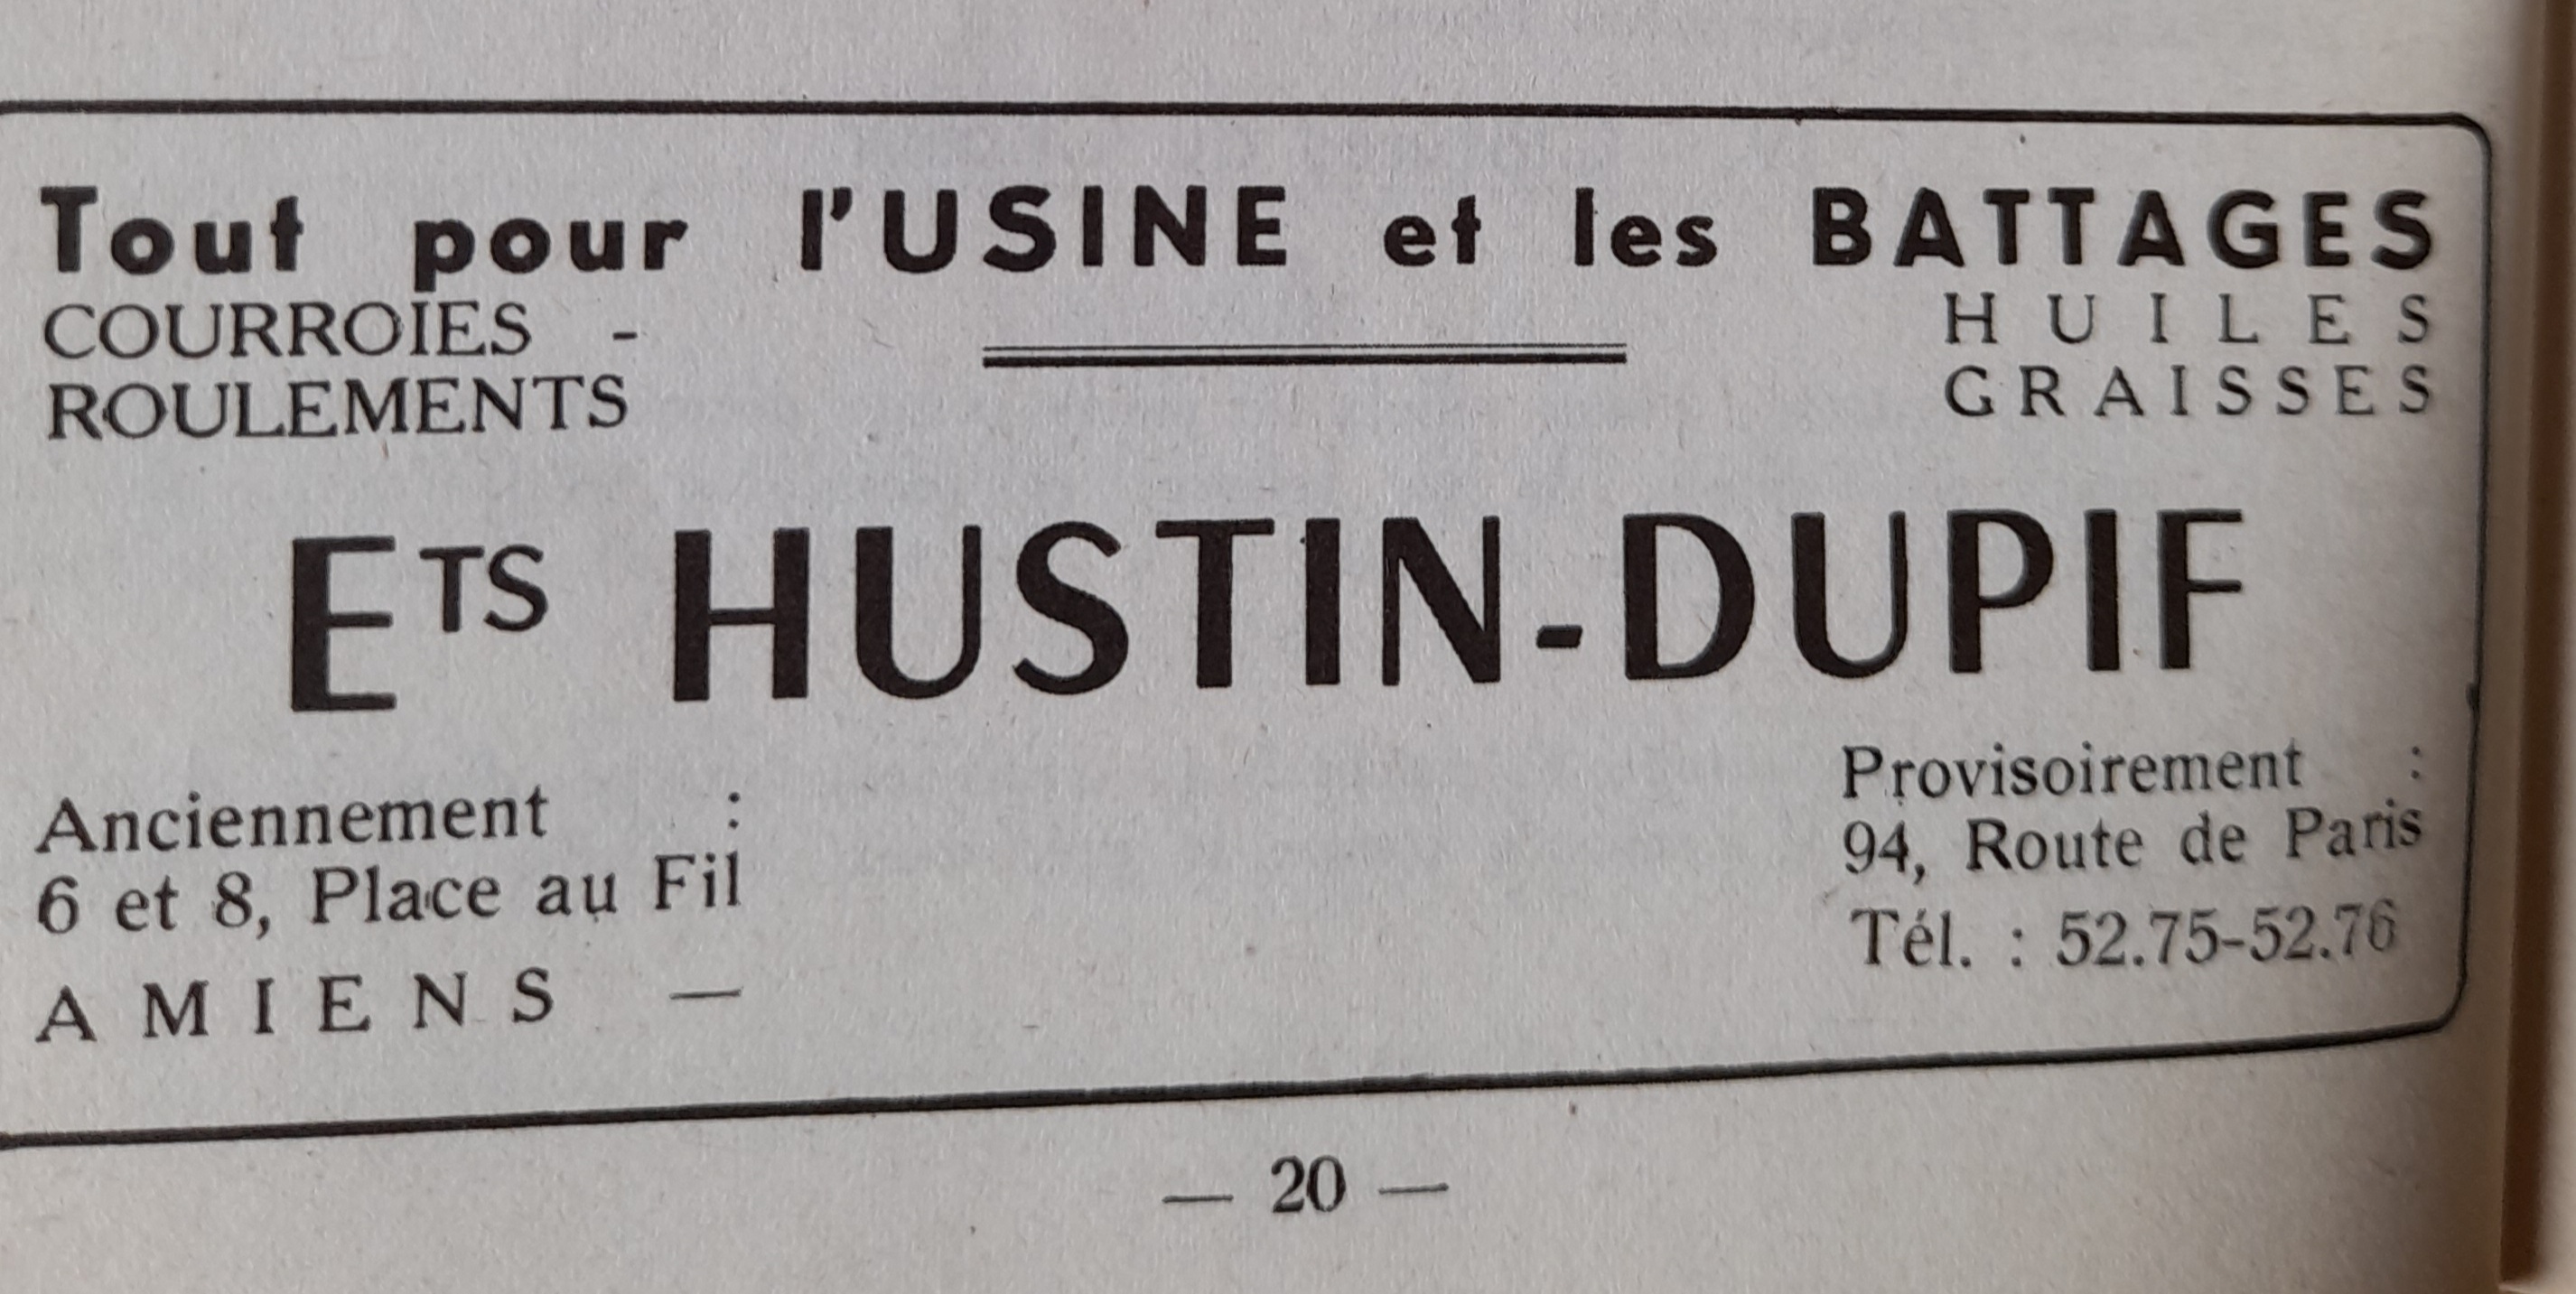 Tout pour l'USINE et les BATTAGES
COURROIES -
ROULEMENTS
HUILES
GRAISSES
ETS HUSTIN-DUPIF
Anciennement :
6 et 8, Place au Fil
AMIENS —
Provisoirement :
94, Route de Paris
Tél. : 52.75-52.76
— 20 —